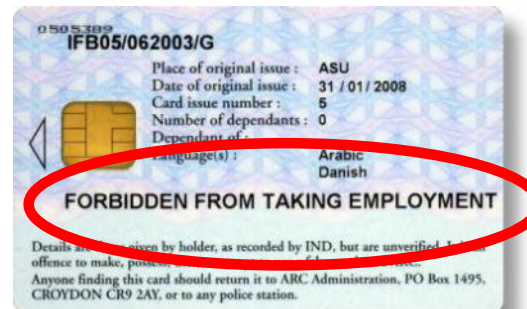 0505389
IFB05/062003/G
Place of original issue : ASU
Date of original issue : 31 / 01 / 2008
Card issue number : 5
Number of dependants : 0
Dependant of :
Language(s) : Arabic
Danish
FORBIDDEN FROM TAKING EMPLOYMENT
Details given by holder, as recorded by IND, but are unverified.
offence to make,
Anyone finding this card should return it to ARC Administration, PO Box 1495,
CROYDON CR9 2AY, or to any police station.